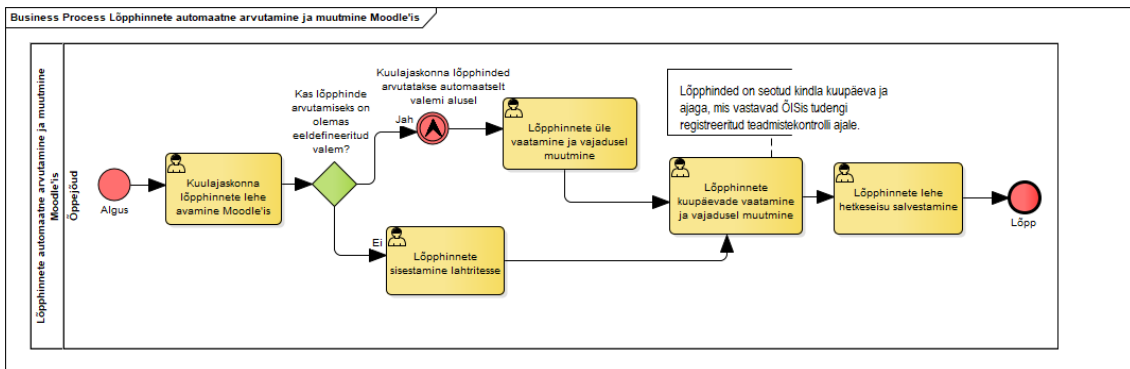 Business Process Lõpphinnete automaatne arvutamine ja muutmine Moodle'is
Lõpphinnete automaatne arvutamine ja muutmine
Moodle'is
Õppejõud
Algus
Kuulajaskonna
lõpphinnete lehe
avamine Moodle'is
Kas lõpphinde
arvutamiseks on
olemas
eeldefineeritud
valem?
Jah
Kuulajaskonna lõpphinded
arvutatakse automaatselt
valemi alusel
Lõpphinnete üle
vaatamine ja vajadusel
muutmine
Ei
Lõpphinnete
sisestamine lahtritesse
Lõpphinded on seotud kindla kuupäeva ja
ajaga, mis vastavad ÕISis tudengi
registreeritud teadmistekontrolli ajale.
Lõpphinnete
kuupäevade vaatamine
ja vajadusel muutmine
Lõpphinnete lehe
hetkeseisu salvestamine
Lõpp